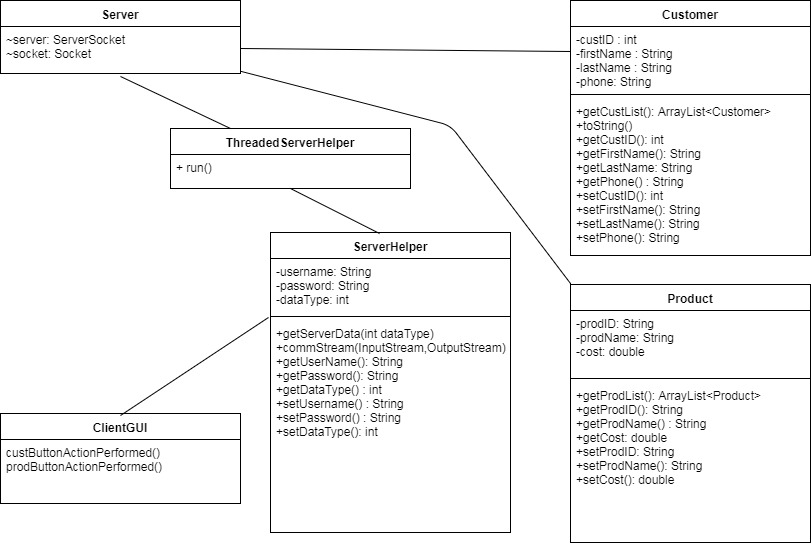 Server
~server: ServerSocket
~socket: Socket
Customer
-custID : int
-firstName : String
-lastName : String
-phone: String
+getCustList(): ArrayList<Customer>
+toString()
+getCustID(): int
+getFirstName(): String
+getLastName: String
+getPhone() : String
+setCustID(): int
+setFirstName(): String
+setLastName(): String
+setPhone(): String
ThreadedServerHelper
+ run()
ServerHelper
-username: String
-password: String
-dataType: int
+getServerData(int dataType)
+commStream(InputStream,OutputStream)
+getUserName(): String
+getPassword(): String
+getDataType() : int
+setUsername() : String
+setPassword() : String
+setDataType(): int
Product
-prodID: String
-prodName: String
-cost: double
+getProdList(): ArrayList<Product>
+getProdID(): String
+getProdName() : String
+getCost: double
+setProdID: String
+setProdName(): String
+setCost(): double
ClientGUI
custButtonActionPerformed()
prodButtonActionPerformed()